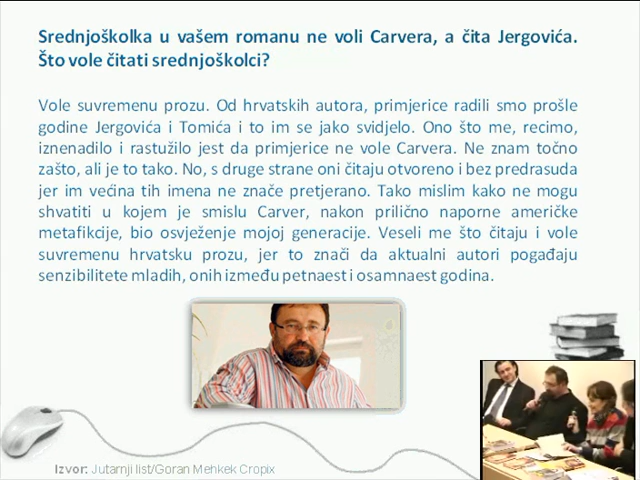 Srednjoškolka u vašem romanu ne voli Carvera, a čita Jergovića.
Što vole čitati srednjoškolci?
Vole suvremenu prozu. Od hrvatskih autora, primjerice radili smo prošle
godine Jergovića i Tomića i to im se jako svidjelo. Ono što me, recimo,
iznenadilo i rastužilo jest da primjerice ne vole Carvera. Ne znam točno
zašto, ali je to tako. No, s druge strane oni čitaju otvoreno i bez predrasuda
jer im većina tih imena ne znače pretjerano. Tako mislim kako ne mogu
shvatiti u kojem je smislu Carver, nakon prilično naporne američke
metafikcije, bio osvježenje mojoj generacije. Veseli me što čitaju i vole
suvremenu hrvatsku prozu, jer to znači da aktualni autori pogađaju
senzibilitete mladih, onih između petnaest i osamnaest godina.
Izvor: Jutarnji list/Goran Mehkek Cropix